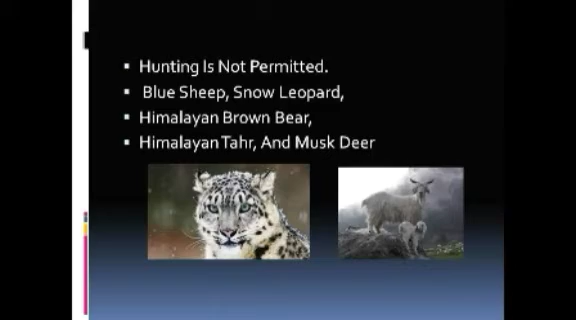 Hunting Is Not Permitted.
Blue Sheep, Snow Leopard,
Himalayan Brown Bear,
Himalayan Tahr, And Musk Deer